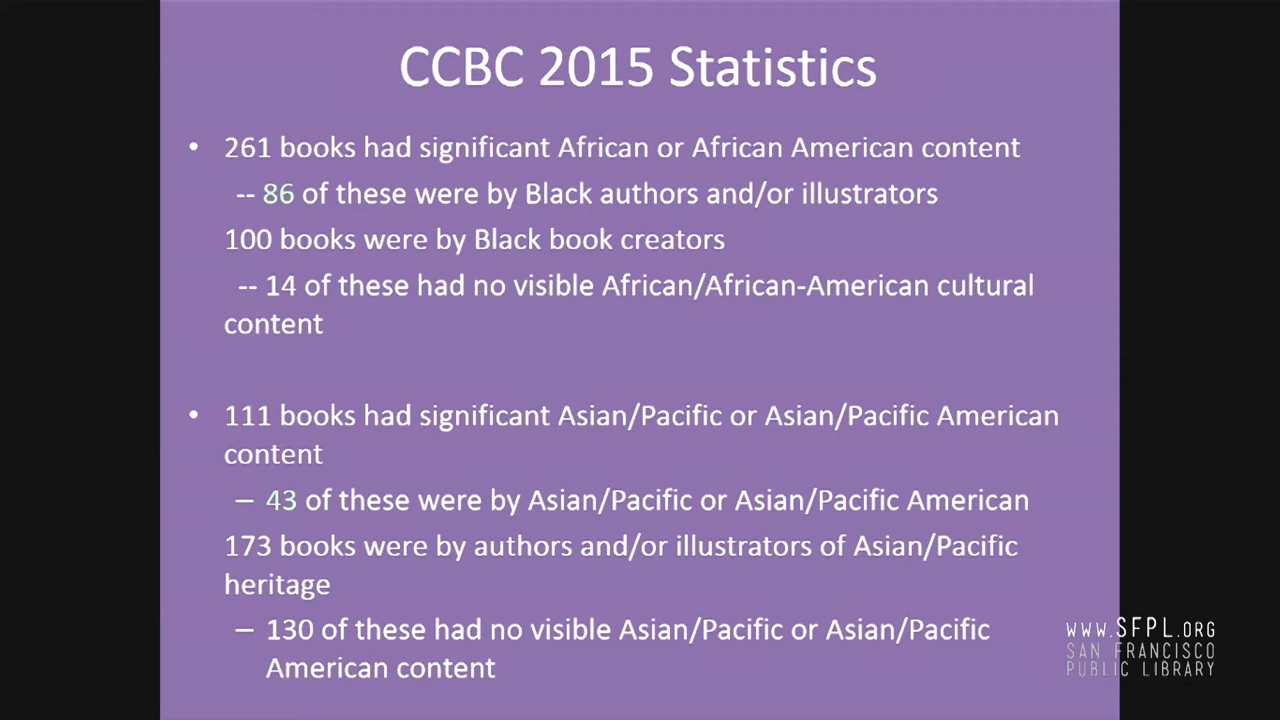 CCBC 2015 Statistics
• 261 books had significant African or African American content
-- 86 of these were by Black authors and/or illustrators
100 books were by Black book creators
-- 14 of these had no visible African/African-American cultural
content
• 111 books had significant Asian/Pacific or Asian/Pacific American
content
– 43 of these were by Asian/Pacific or Asian/Pacific American
173 books were by authors and/or illustrators of Asian/Pacific
heritage
– 130 of these had no visible Asian/Pacific or Asian/Pacific
American content
WWW.SFPL.ORG
SAN FRANCISCO
PUBLIC LIBRARY